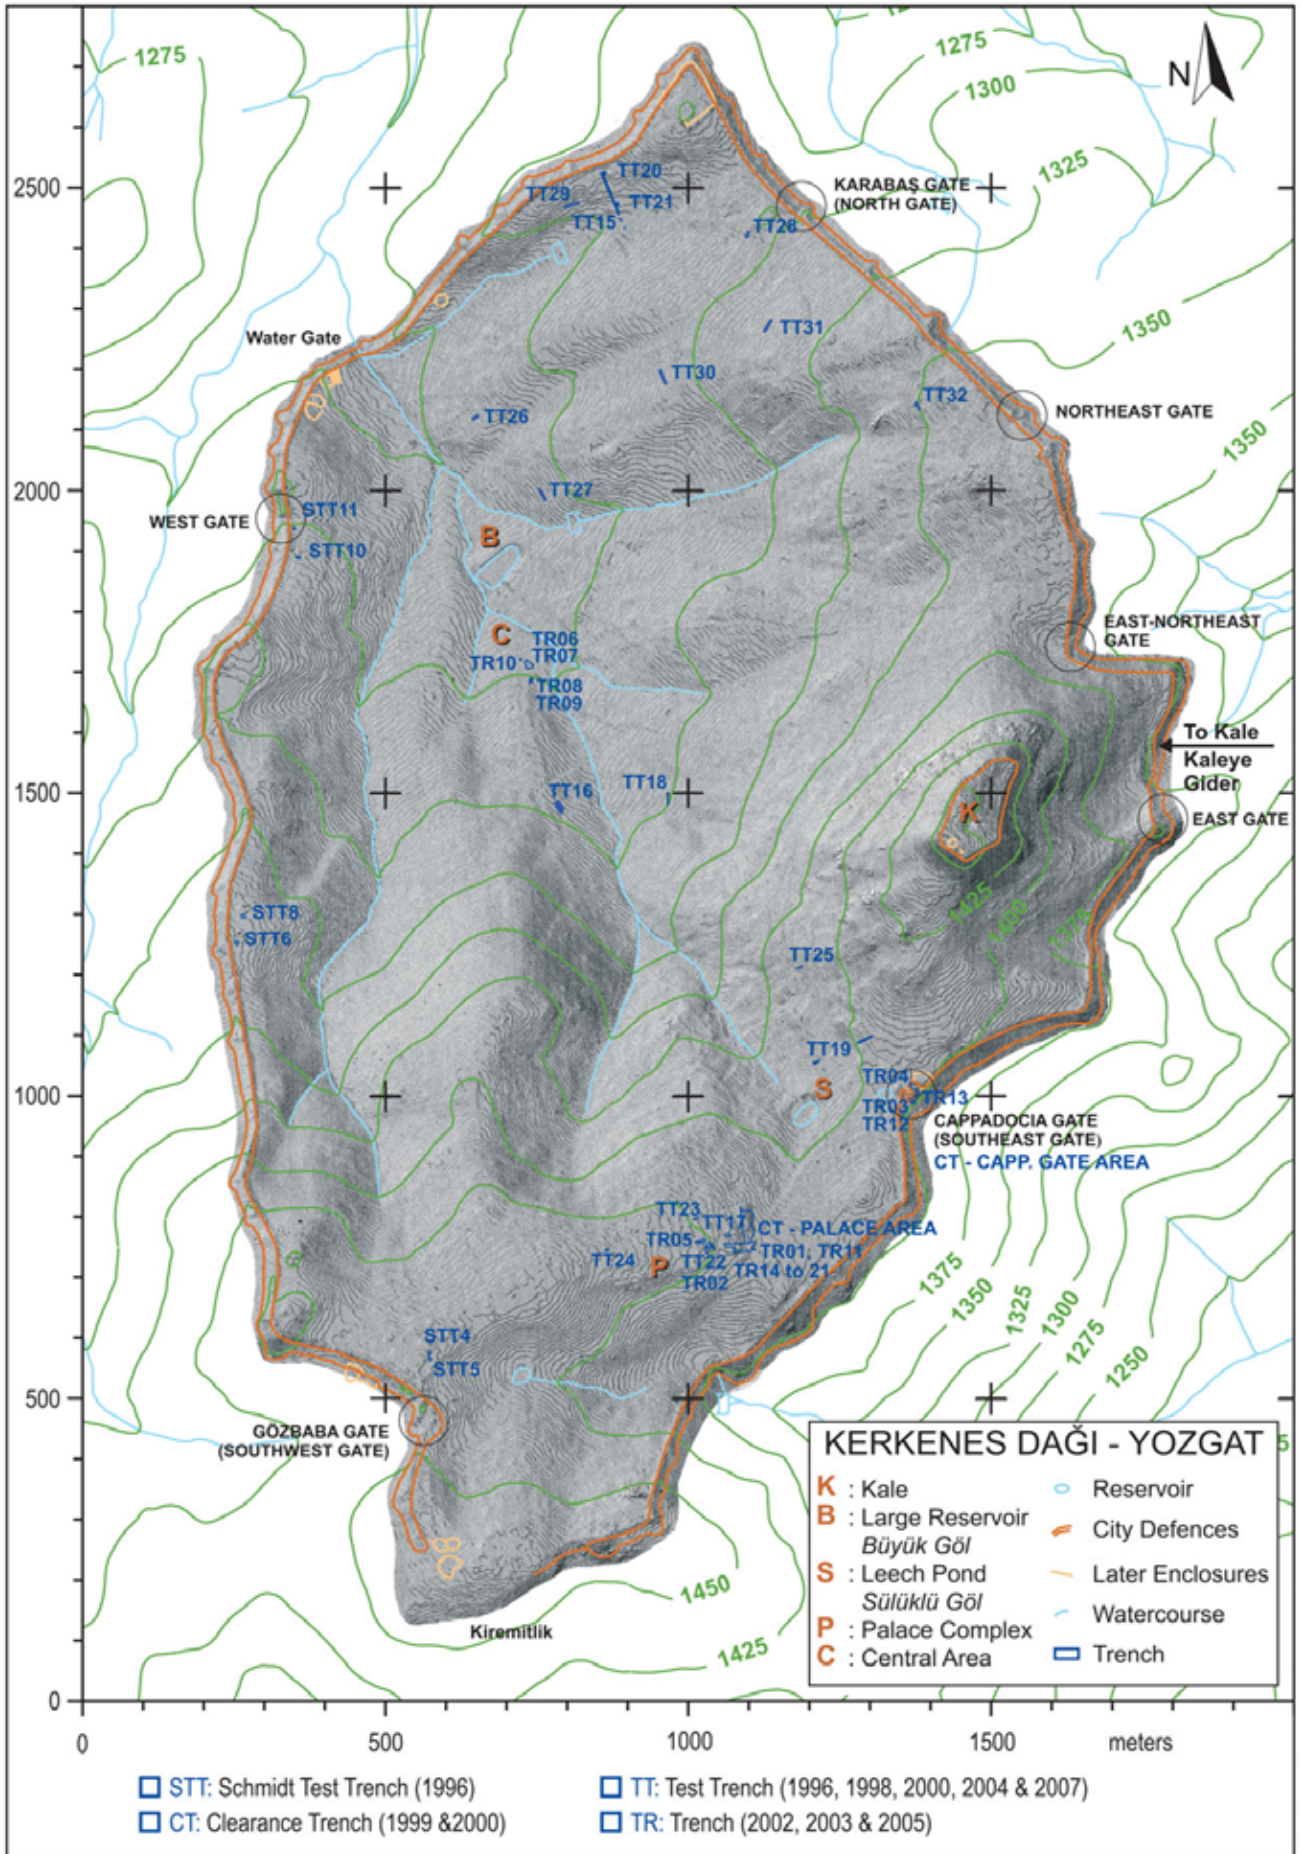 1275
1275
1300
1325
N
2500
TT20
TT29
TT21
TT15
TT28
KARABAŞ GATE
(NORTH GATE)
1350
Water Gate
TT31
TT30
TT32
NORTHEAST GATE
TT26
1350
2000
TT27
STT11
WEST GATE
STT10
B
C
TR06
TR10
TR07
TR08
TR09
EAST-NORTHEAST
GATE
To Kale
Kaleye
Gider
1500
TT18
TT16
K
EAST GATE
1425
1400
1375
STT8
STT6
TT25
TT19
S
1000
TR04
TR03
TR13
TR12
CAPPADOCIA GATE
(SOUTHEAST GATE)
CT - CAPP. GATE AREA
TT23
TT17
CT - PALACE AREA
TR05
TR01, TR11
TT24
TT22
P
TR14 to 21
TR02
1375
1350
1325
1300
1275
1250
STT4
STT5
500
GÖZBABA GATE
(SOUTHWEST GATE)
Kiremitlik
1450
1425
KERKENES DAĞI - YOZGAT
K : Kale
B : Large Reservoir
Büyük Göl
S : Leech Pond
Sülüklü Göl
P : Palace Complex
C : Central Area
Reservoir
City Defences
Later Enclosures
Watercourse
Trench
0
0
500
1000
1500
meters
STT: Schmidt Test Trench (1996)
TT: Test Trench (1996, 1998, 2000, 2004 & 2007)
CT: Clearance Trench (1999 &2000)
TR: Trench (2002, 2003 & 2005)